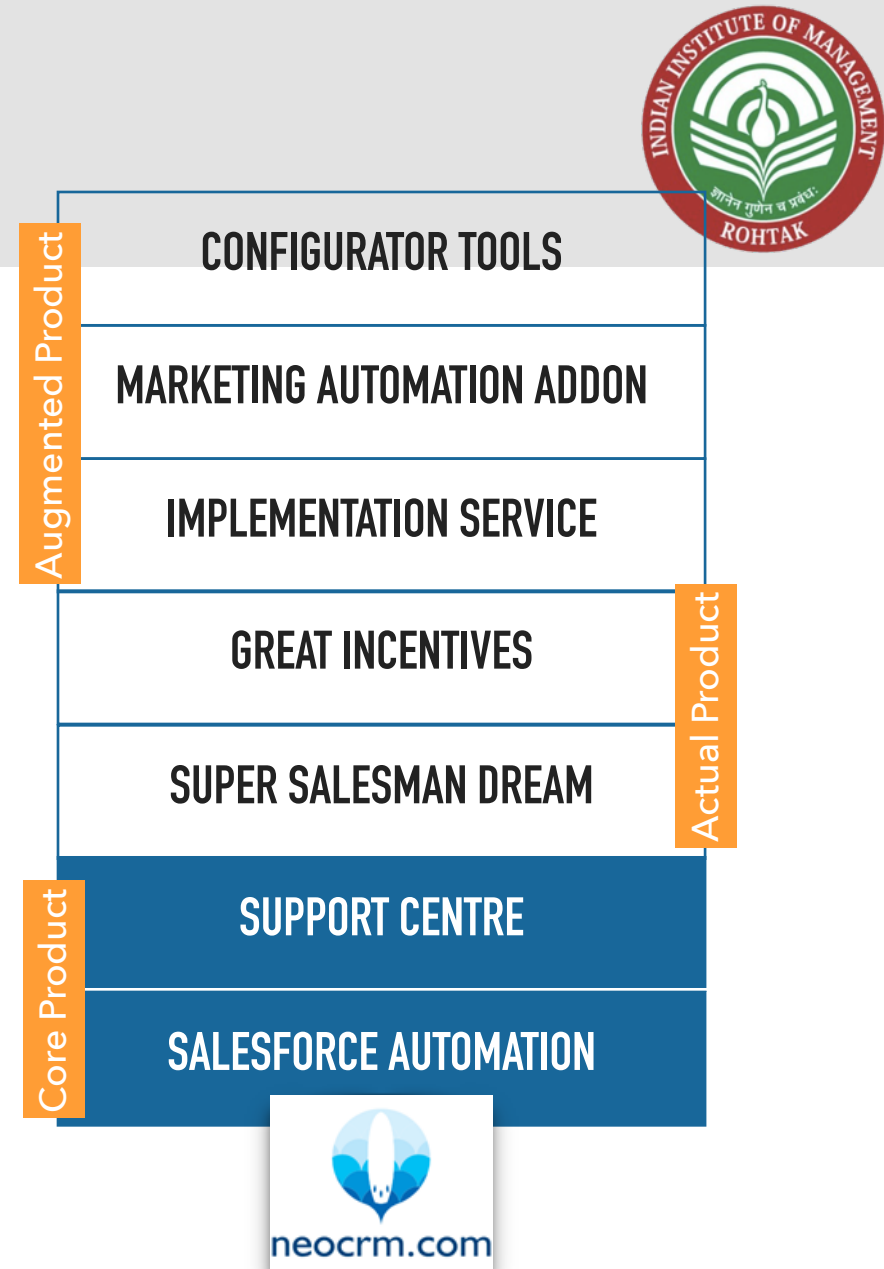 INDIAN INSTITUTE OF MANAGEMENT
ज्ञानेन गुणेन च प्रबंधः
ROHTAK
Augmented Product
CONFIGURATOR TOOLS
MARKETING AUTOMATION ADDON
IMPLEMENTATION SERVICE
Actual Product
GREAT INCENTIVES
SUPER SALESMAN DREAM
Core Product
SUPPORT CENTRE
SALESFORCE AUTOMATION
neocrm.com